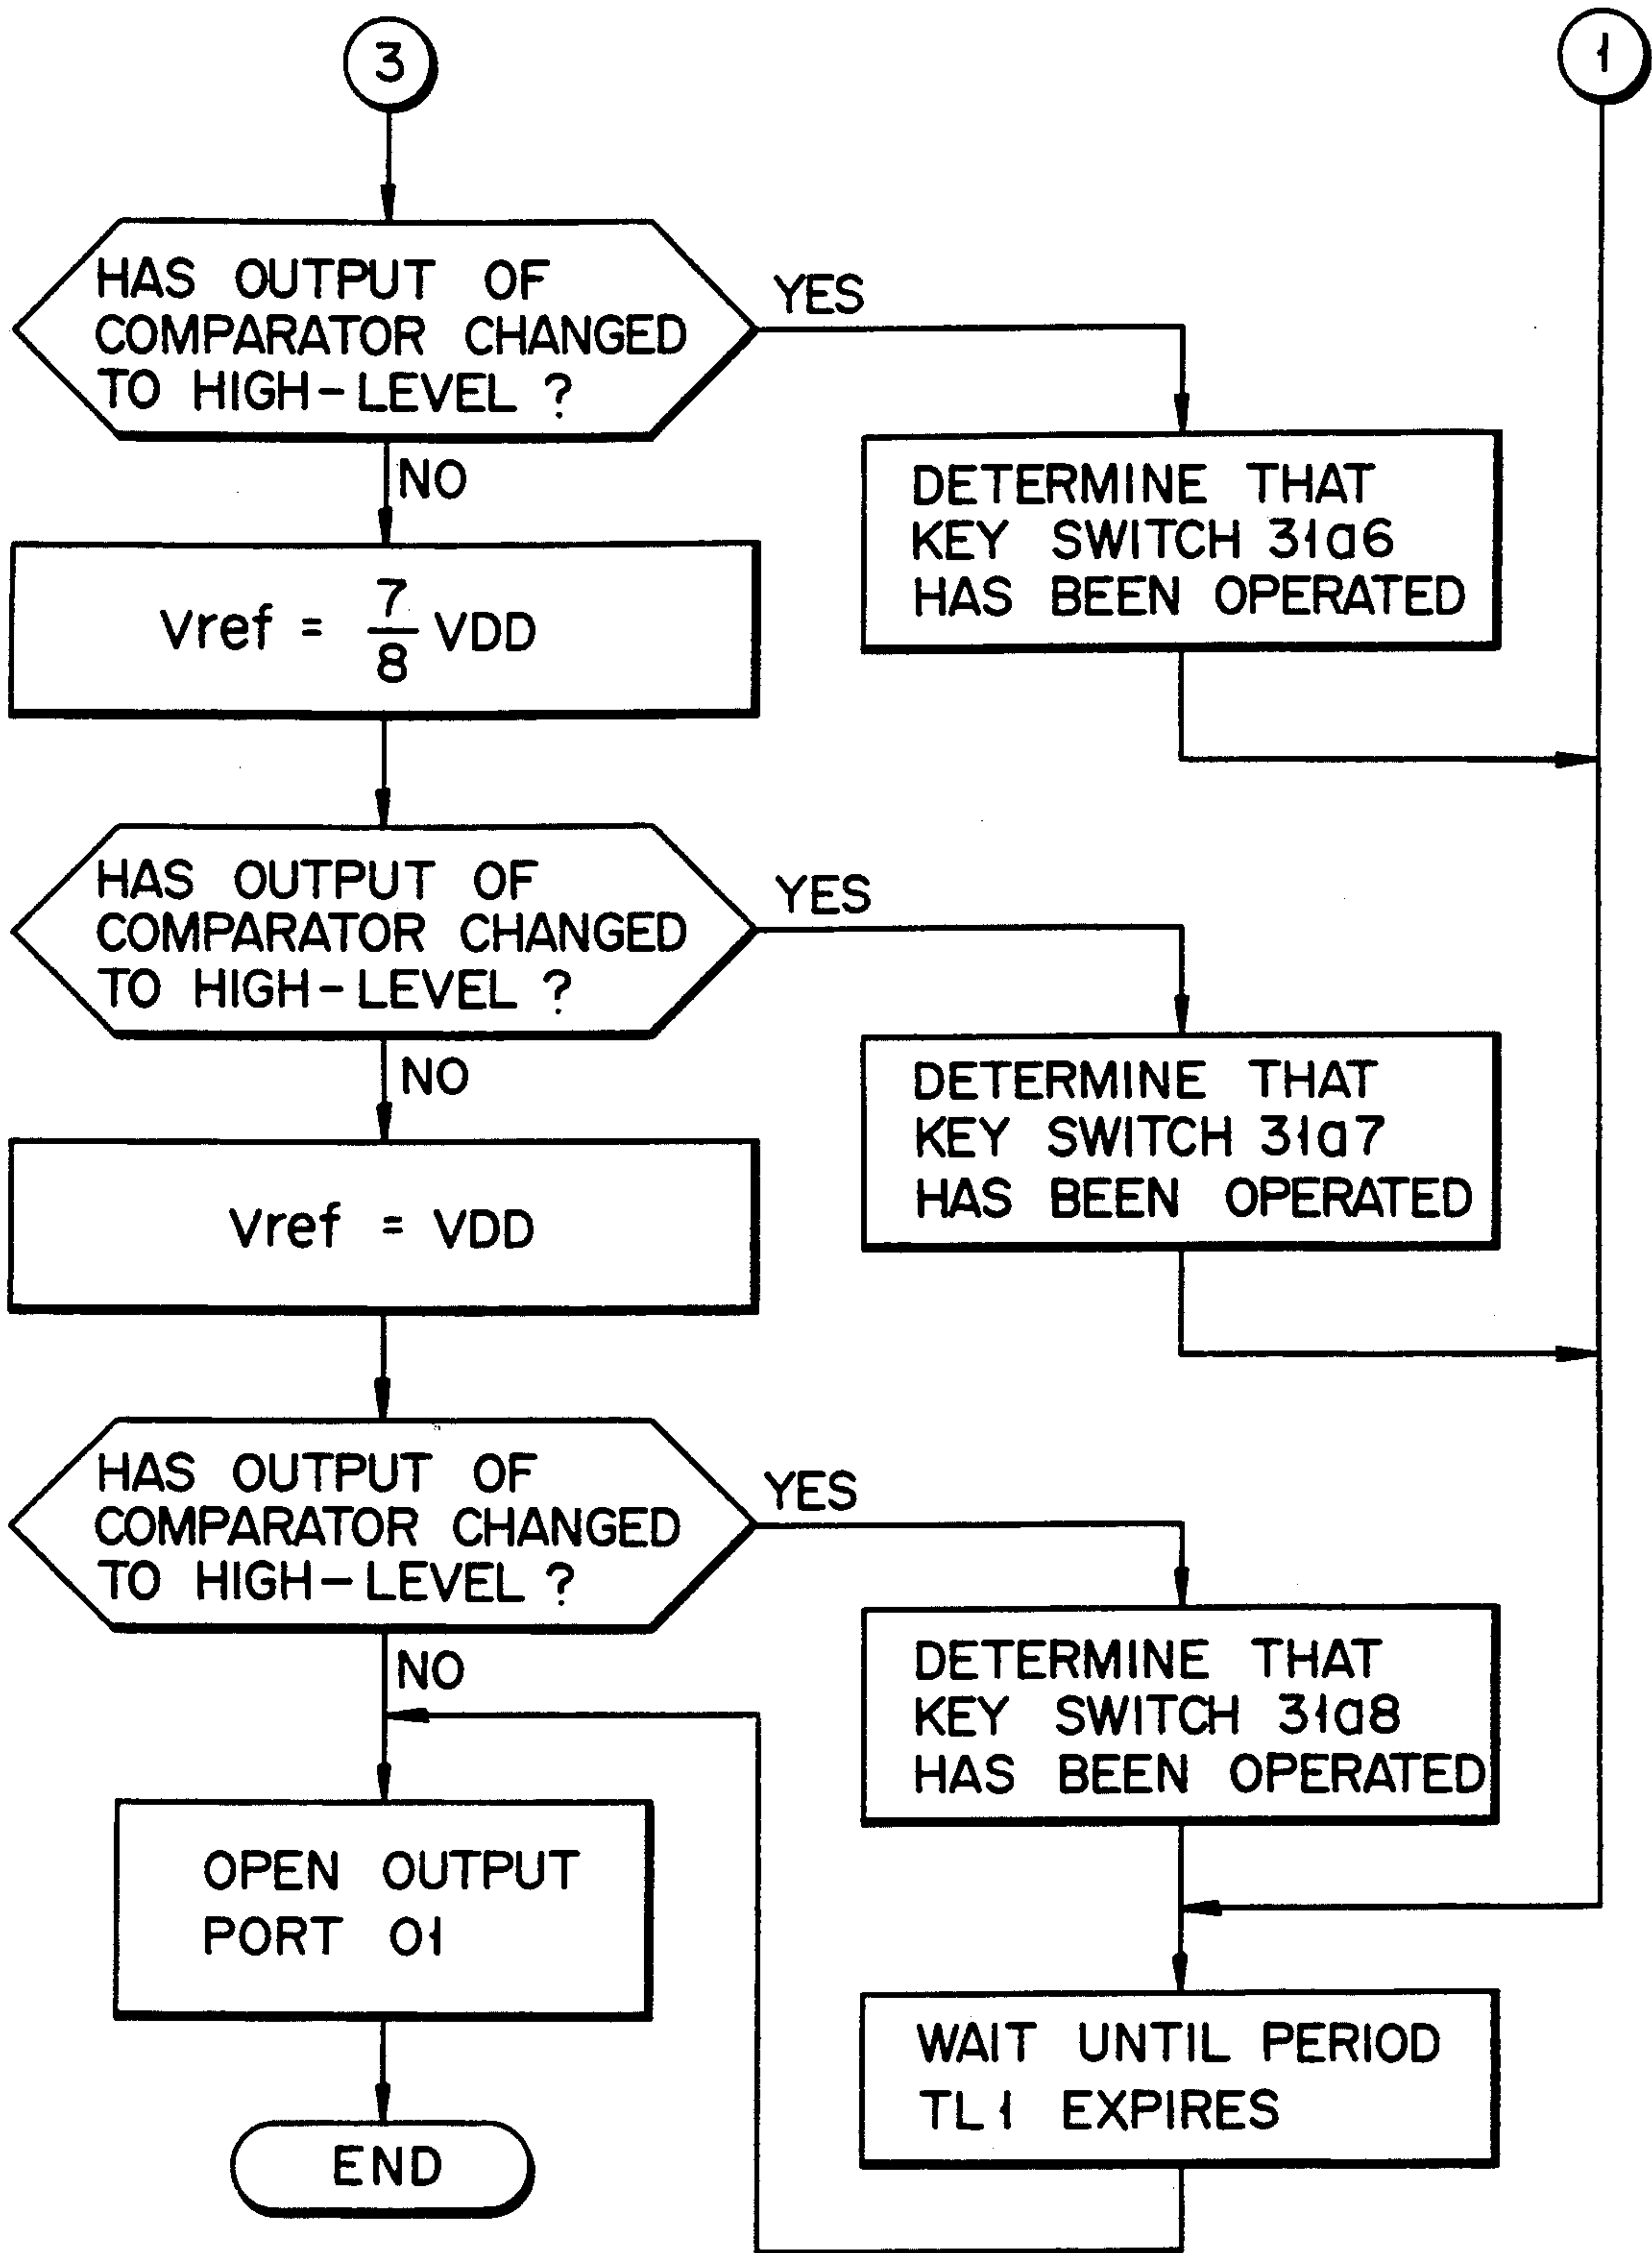 3
1
HAS OUTPUT OF
COMPARATOR CHANGED
TO HIGH-LEVEL ?
YES
NO
DETERMINE THAT
KEY SWITCH 31a6
HAS BEEN OPERATED
Vref = 7/8 VDD
HAS OUTPUT OF
COMPARATOR CHANGED
TO HIGH-LEVEL ?
YES
NO
DETERMINE THAT
KEY SWITCH 31a7
HAS BEEN OPERATED
Vref = VDD
HAS OUTPUT OF
COMPARATOR CHANGED
TO HIGH-LEVEL ?
YES
NO
DETERMINE THAT
KEY SWITCH 31a8
HAS BEEN OPERATED
OPEN OUTPUT
PORT O1
WAIT UNTIL PERIOD
TL1 EXPIRES
END